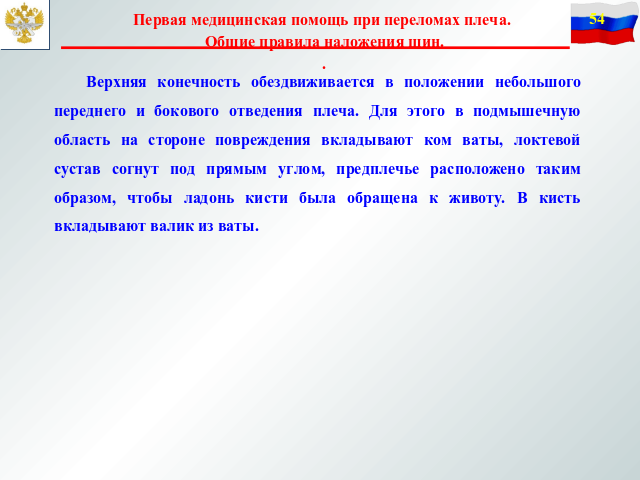 Первая медицинская помощь при переломах плеча.
54
Общие правила наложения шин.
.
Верхняя конечность обездвиживается в положении небольшого
переднего и бокового отведения плеча. Для этого в подмышечную
область на стороне повреждения вкладывают ком ваты, локтевой
сустав согнут под прямым углом, предплечье расположено таким
образом, чтобы ладонь кисти была обращена к животу. В кисть
вкладывают валик из ваты.